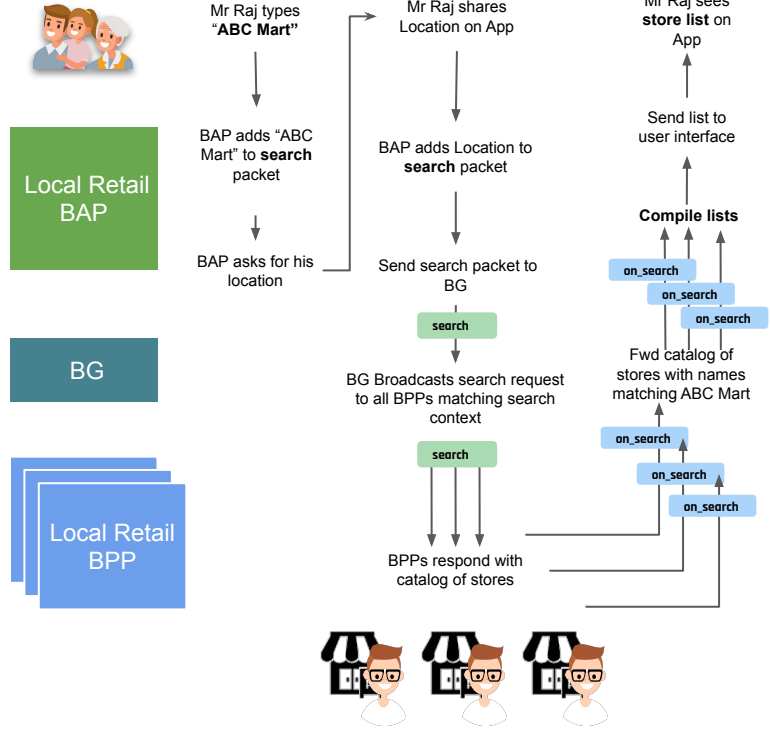 Mr Raj types
“ABC Mart”
Mr Raj shares
Location on App
Mr Raj sees
store list on
App
Local Retail
BAP
BAP adds “ABC
Mart” to search
packet
BAP asks for his
location
BAP adds Location to
search packet
Send search packet to
BG
search
Send list to
user interface
Compile lists
on_search
on_search
on_search
BG
BG Broadcasts search request
to all BPPs matching search
context
search
Fwd catalog of
stores with names
matching ABC Mart
on_search
on_search
on_search
Local Retail
BPP
BPPs respond with
catalog of stores